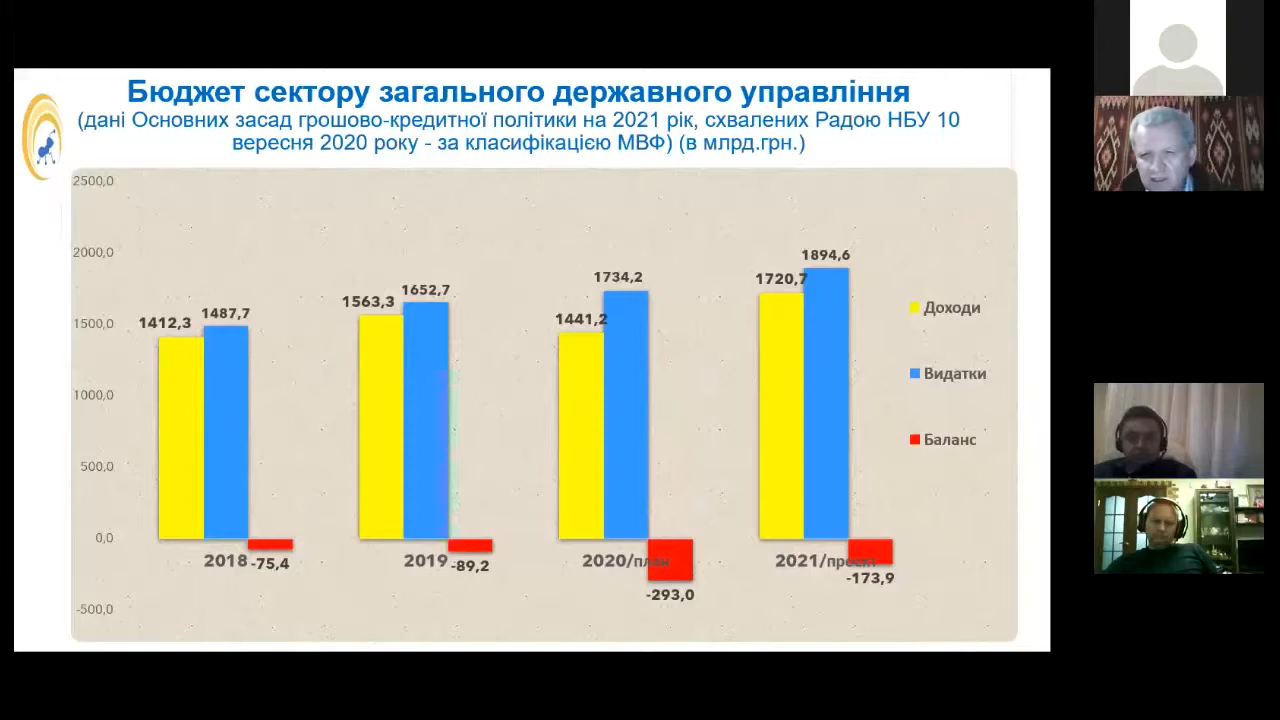 Бюджет сектору загального державного управління
(дані Основних засад грошово-кредитної політики на 2021 рік, схвалених Радою НБУ 10
вересня 2020 року - за класифікацією МВФ) (в млрд.грн.)
2500,0
2000,0
1500,0
1000,0
500,0
0,0
-500,0
1412,3
1487,7
-75,4
2018
1563,3
1652,7
-89,2
2019
1441,2
1734,2
-293,0
2020/план
1720,7
1894,6
-173,9
2021/проєкт
Доходи
Видатки
Баланс